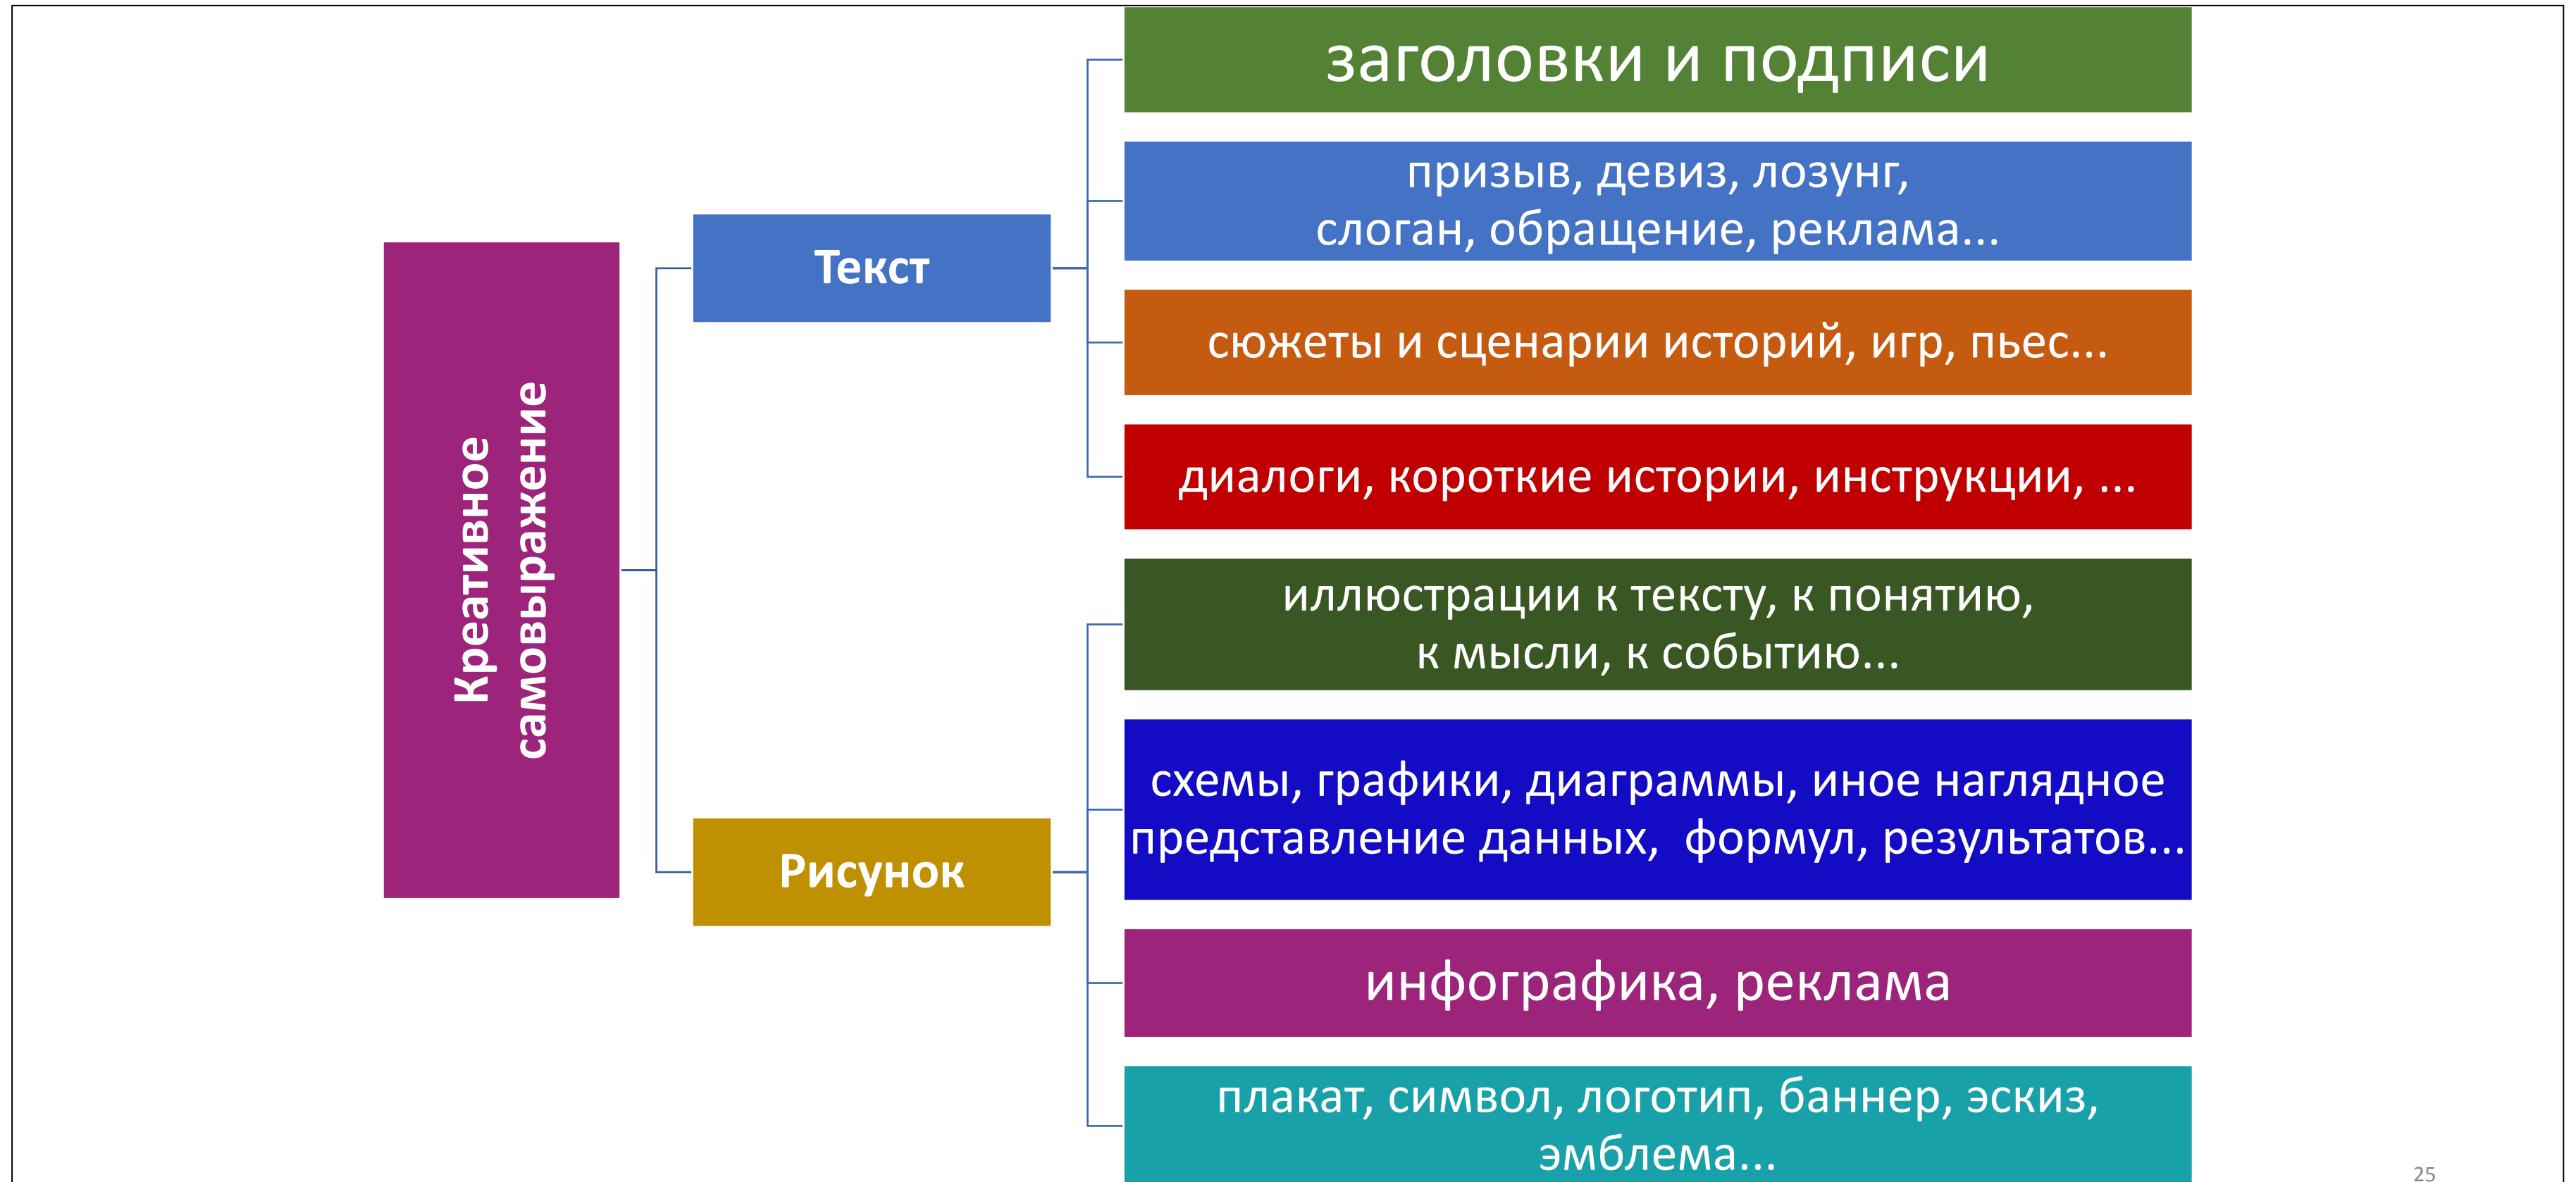 Креативное
самовыражение
Текст
заголовки и подписи
призыв, девиз, лозунг,
слоган, обращение, реклама...
сюжеты и сценарии историй, игр, пьес...
диалоги, короткие истории, инструкции, ...
Рисунок
иллюстрации к тексту, к понятию,
к мысли, к событию...
схемы, графики, диаграммы, иное наглядное
представление данных,  формул, результатов...
инфографика, реклама
плакат, символ, логотип, баннер, эскиз,
эмблема...
25